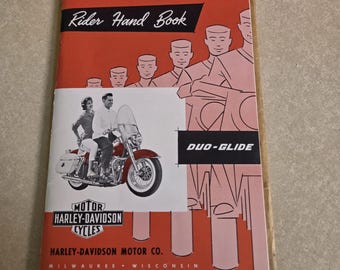 Rider Hand Book
DUO-GLIDE
MOTOR
HARLEY-DAVIDSON
CYCLES
HARLEY-DAVIDSON MOTOR CO.
MILWAUKEE • WISCONSIN